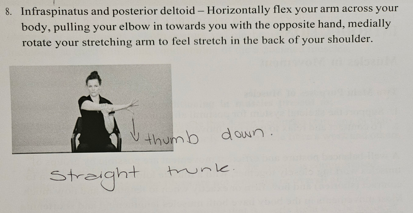 8. Infraspinatus and posterior deltoid – Horizontally flex your arm across your
body, pulling your elbow in towards you with the opposite hand, medially
rotate your stretching arm to feel stretch in the back of your shoulder.
thumb down.
straight trunk.